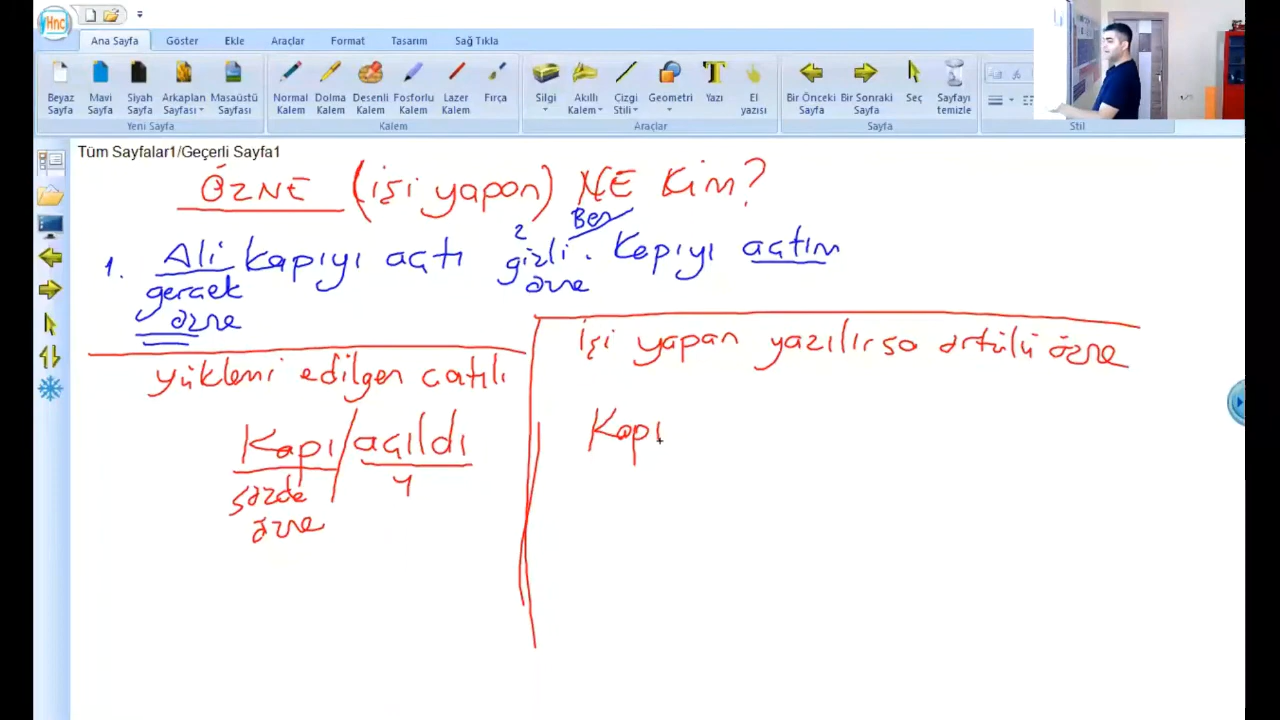 Hnc
Ana Sayfa Göster Ekle Araçlar Format Tasarım Sağ Tıkla
Beyaz Sayfa Mavi Sayfa Siyah Sayfa Arkaplan Sayfası Masaüstü Sayfası
Normal Kalem Dolma Kalem Desenli Kalem Fosforlu Kalem Lazer Kalem Fırça
Silgi Akıllı Kalem Çizgi Stili Geometri Yazı El yazısı
Bir Önceki Sayfa Bir Sonraki Sayfa Seç Sayfayı temizle
Yeni Sayfa Kalem Araçlar Sayfa Stil
Tüm Sayfalar1/Geçerli Sayfa1
ÖZNE (işi yapan) NE Kim?
Ben
1. Ali kapıyı açtı 2 gizli. Kapıyı açtım
gerçek özne
özne
İşi yapan yazılırsa örtülü özne
yüklemi edilgen çatılı
Kapı/açıldı
Kapı
sözde Y
özne